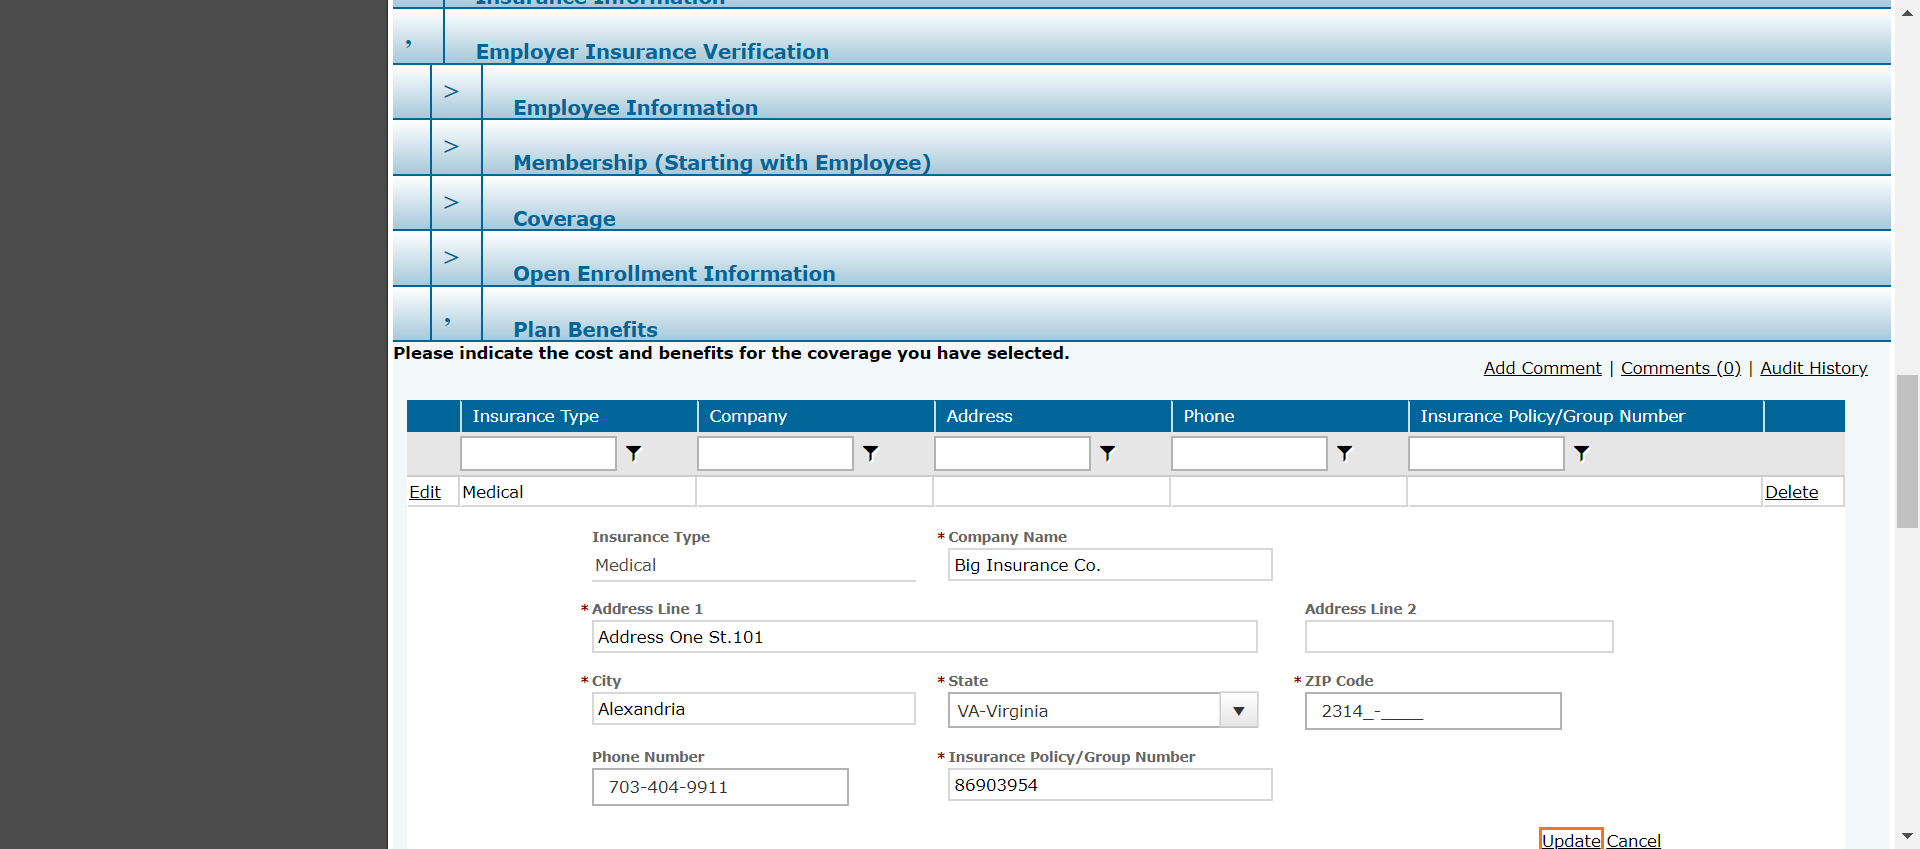 Insurance Information
, Employer Insurance Verification
> Employee Information
> Membership (Starting with Employee)
> Coverage
> Open Enrollment Information
, Plan Benefits
Please indicate the cost and benefits for the coverage you have selected.
Add Comment | Comments (0) | Audit History
Insurance Type Company Address Phone Insurance Policy/Group Number
Edit Medical Delete
Insurance Type * Company Name
Medical Big Insurance Co.
* Address Line 1 Address Line 2
Address One St.101
* City * State * ZIP Code
Alexandria VA-Virginia 2314_-____
Phone Number * Insurance Policy/Group Number
703-404-9911 86903954
Update Cancel